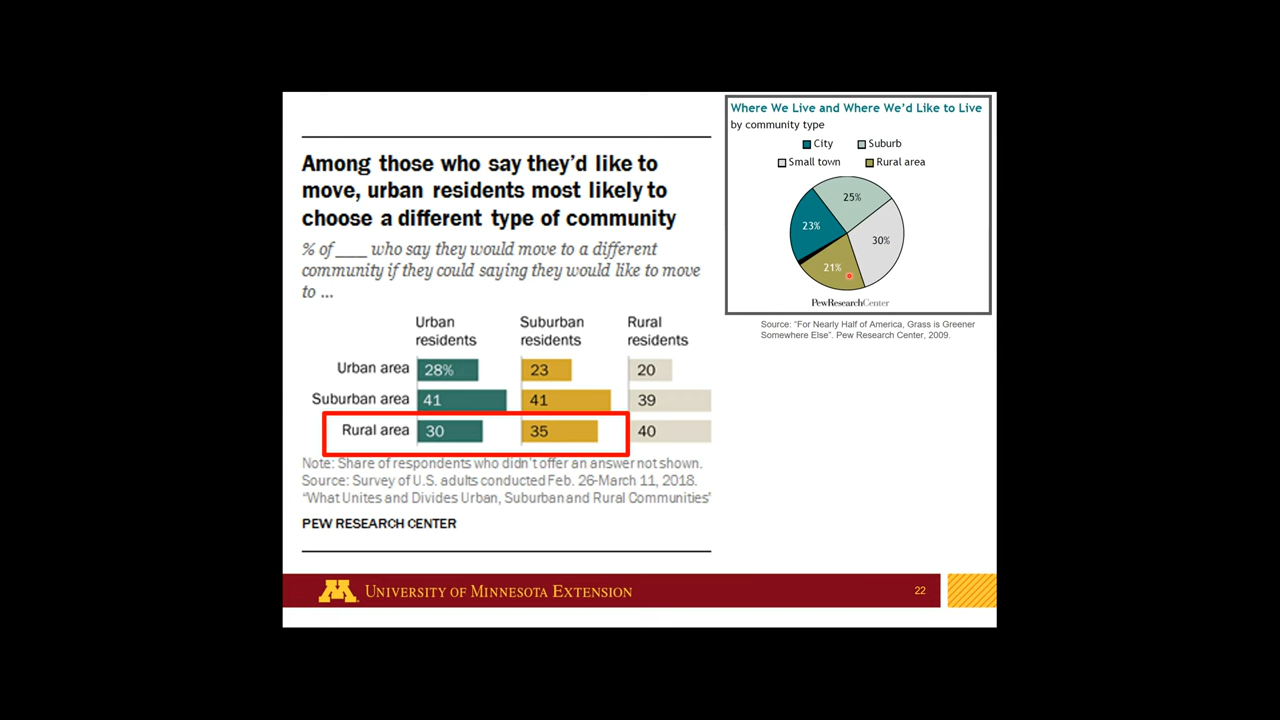 Among those who say they’d like to
move, urban residents most likely to
choose a different type of community
% of ___ who say they would move to a different
community if they could saying they would like to move
to ...
Urban residents
Suburban residents
Rural residents
Urban area 28% 23 20
Suburban area 41 41 39
Rural area 30 35 40
Note: Share of respondents who didn’t offer an answer not shown.
Source: Survey of U.S. adults conducted Feb. 26-March 11, 2018.
“What Unites and Divides Urban, Suburban and Rural Communities”
PEW RESEARCH CENTER
Where We Live and Where We’d Like to Live
by community type
City Suburb
Small town Rural area
25%
23%
30%
21%
PewResearchCenter
Source: “For Nearly Half of America, Grass is Greener
Somewhere Else”. Pew Research Center, 2009.
M UNIVERSITY OF MINNESOTA EXTENSION
22